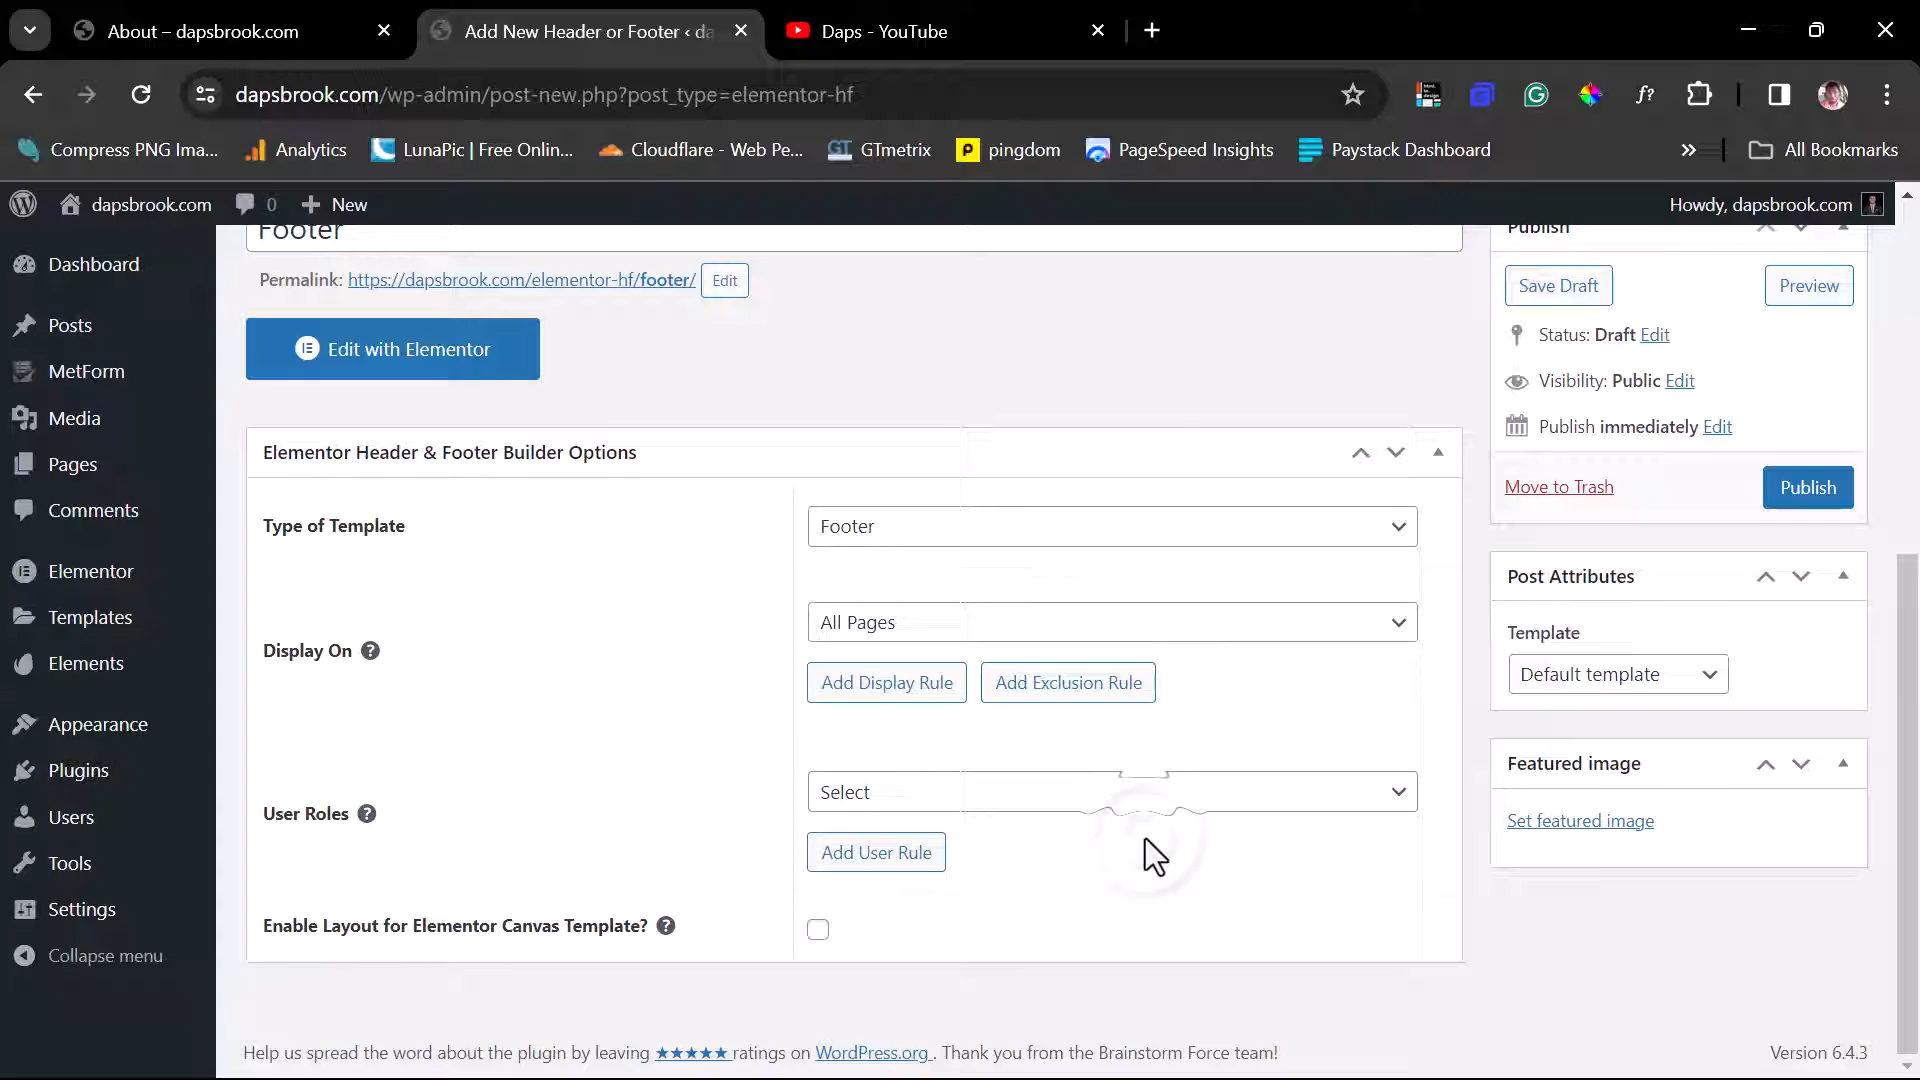 About – dapsbrook.com
Add New Header or Footer ‹ da
Daps - YouTube
dapsbrook.com/wp-admin/post-new.php?post_type=elementor-hf
Compress PNG Ima...
Analytics
LunaPic | Free Onlin...
Cloudflare - Web Pe...
GTmetrix
pingdom
PageSpeed Insights
Paystack Dashboard
All Bookmarks
dapsbrook.com
0
New
Howdy, dapsbrook.com
Dashboard
Posts
MetForm
Media
Pages
Comments
Elementor
Templates
Elements
Appearance
Plugins
Users
Tools
Settings
Collapse menu
Footer
Permalink: https://dapsbrook.com/elementor-hf/footer/ Edit
Edit with Elementor
Elementor Header & Footer Builder Options
Type of Template
Footer
Display On
All Pages
Add Display Rule
Add Exclusion Rule
User Roles
Select
Add User Rule
Enable Layout for Elementor Canvas Template?
Publish
Save Draft
Preview
Status: Draft Edit
Visibility: Public Edit
Publish immediately Edit
Move to Trash
Publish
Post Attributes
Template
Default template
Featured image
Set featured image
Help us spread the word about the plugin by leaving ★★★★★ ratings on WordPress.org . Thank you from the Brainstorm Force team!
Version 6.4.3